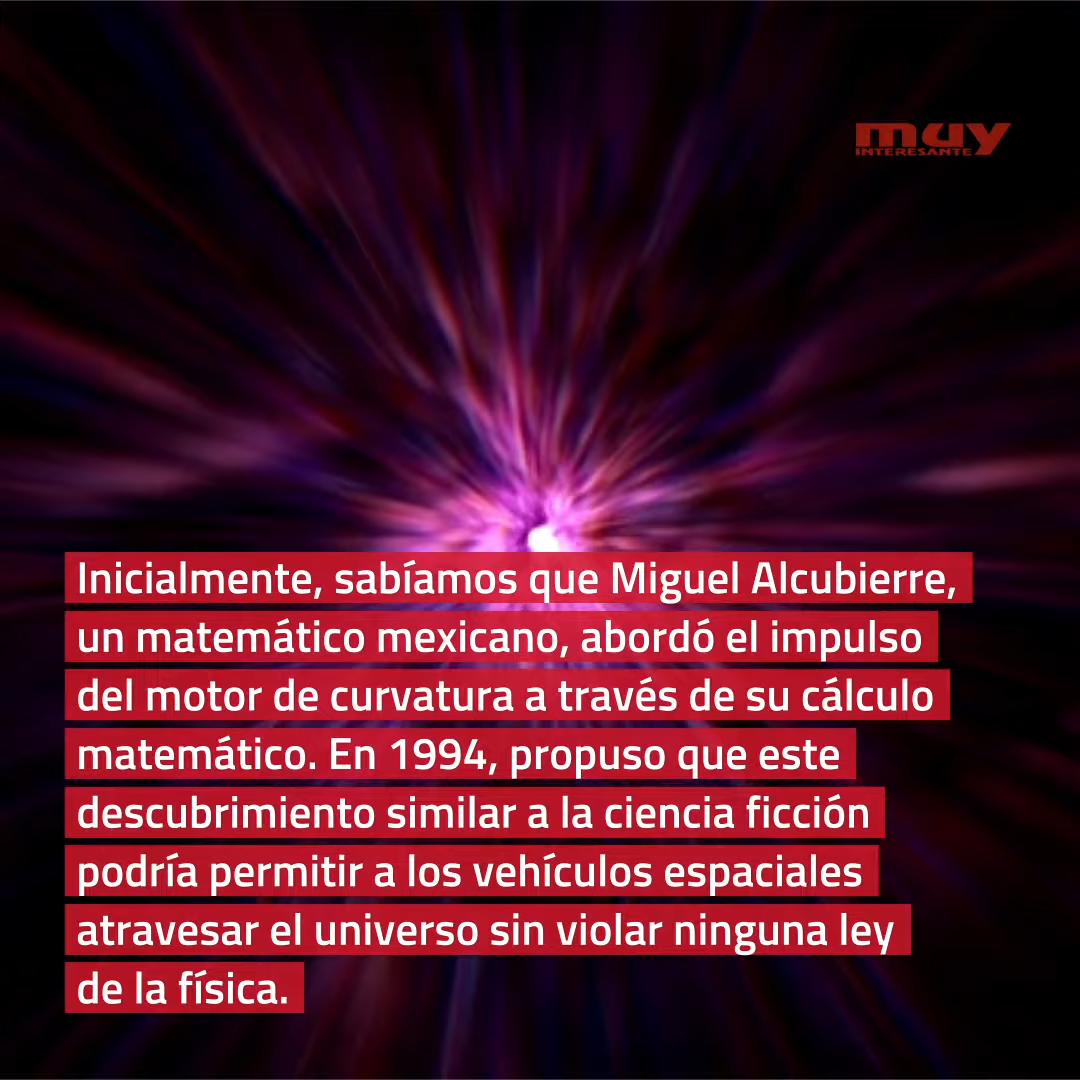 muy
INTERESANTE
Inicialmente, sabíamos que Miguel Alcubierre,
un matemático mexicano, abordó el impulso
del motor de curvatura a través de su cálculo
matemático. En 1994, propuso que este
descubrimiento similar a la ciencia ficción
podría permitir a los vehículos espaciales
atravesar el universo sin violar ninguna ley
de la física.